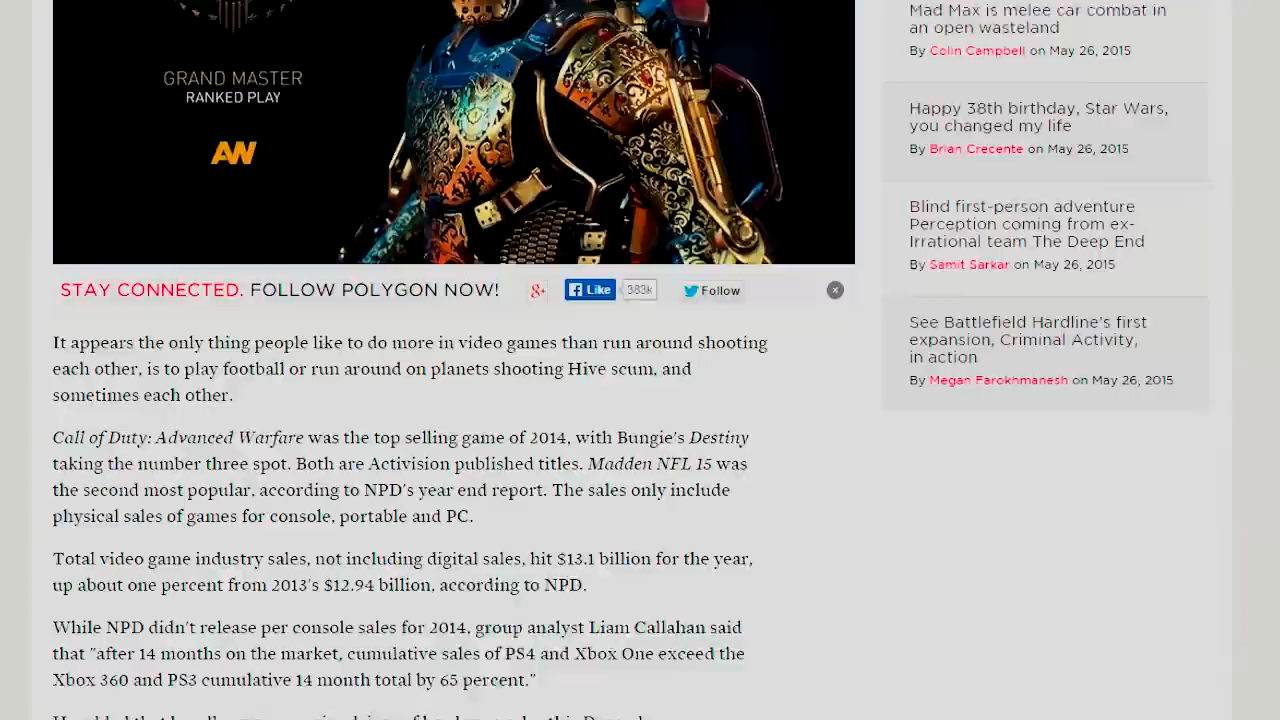 GRAND MASTER
RANKED PLAY
AW
STAY CONNECTED. FOLLOW POLYGON NOW!
g+
Like
383k
Follow
It appears the only thing people like to do more in video games than run around shooting
each other, is to play football or run around on planets shooting Hive scum, and
sometimes each other.
Call of Duty: Advanced Warfare was the top selling game of 2014, with Bungie's Destiny
taking the number three spot. Both are Activision published titles. Madden NFL 15 was
the second most popular, according to NPD's year end report. The sales only include
physical sales of games for console, portable and PC.
Total video game industry sales, not including digital sales, hit $13.1 billion for the year,
up about one percent from 2013's $12.94 billion, according to NPD.
While NPD didn't release per console sales for 2014, group analyst Liam Callahan said
that "after 14 months on the market, cumulative sales of PS4 and Xbox One exceed the
Xbox 360 and PS3 cumulative 14 month total by 65 percent."
Mad Max is melee car combat in
an open wasteland
By Colin Campbell on May 26, 2015
Happy 38th birthday, Star Wars,
you changed my life
By Brian Crecente on May 26, 2015
Blind first-person adventure
Perception coming from ex-
Irrational team The Deep End
By Samit Sarkar on May 26, 2015
See Battlefield Hardline's first
expansion, Criminal Activity,
in action
By Megan Farokhmanesh on May 26, 2015